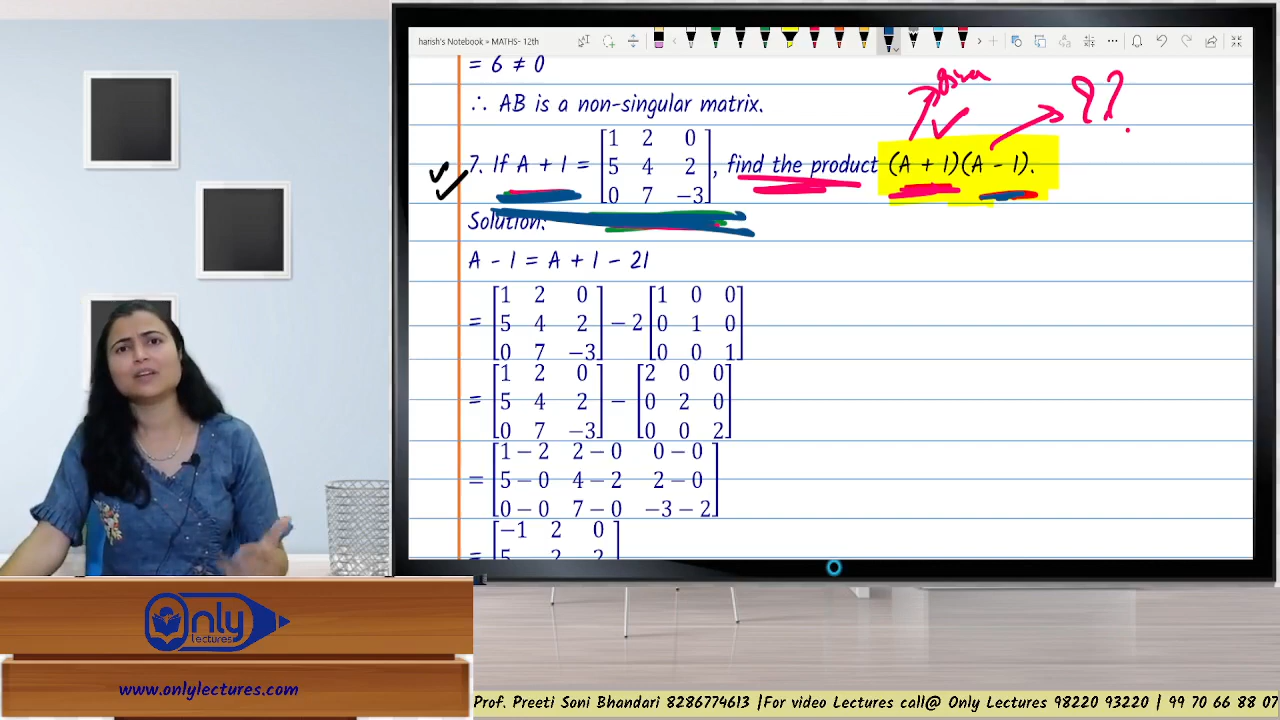 harish's Notebook » MATHS- 12th
= 6 ≠ 0
∴ AB is a non-singular matrix.
7. If A + I = [1 2 0
5 4 2
0 7 −3], find the product (A + I)(A − I).
Given
??
Solution:
A - I = A + I - 2I
= [1 2 0
5 4 2
0 7 −3] − 2 [1 0 0
0 1 0
0 0 1]
= [1 2 0
5 4 2
0 7 −3] − [2 0 0
0 2 0
0 0 2]
= [1 − 2 2 − 0 0 − 0
5 − 0 4 − 2 2 − 0
0 − 0 7 − 0 −3 − 2]
= [−1 2 0
5 2 2
Only
lectures
www.onlylectures.com
Prof. Preeti Soni Bhandari 8286774613 |For video Lectures call@ Only Lectures 98220 93220 | 99 70 66 88 07